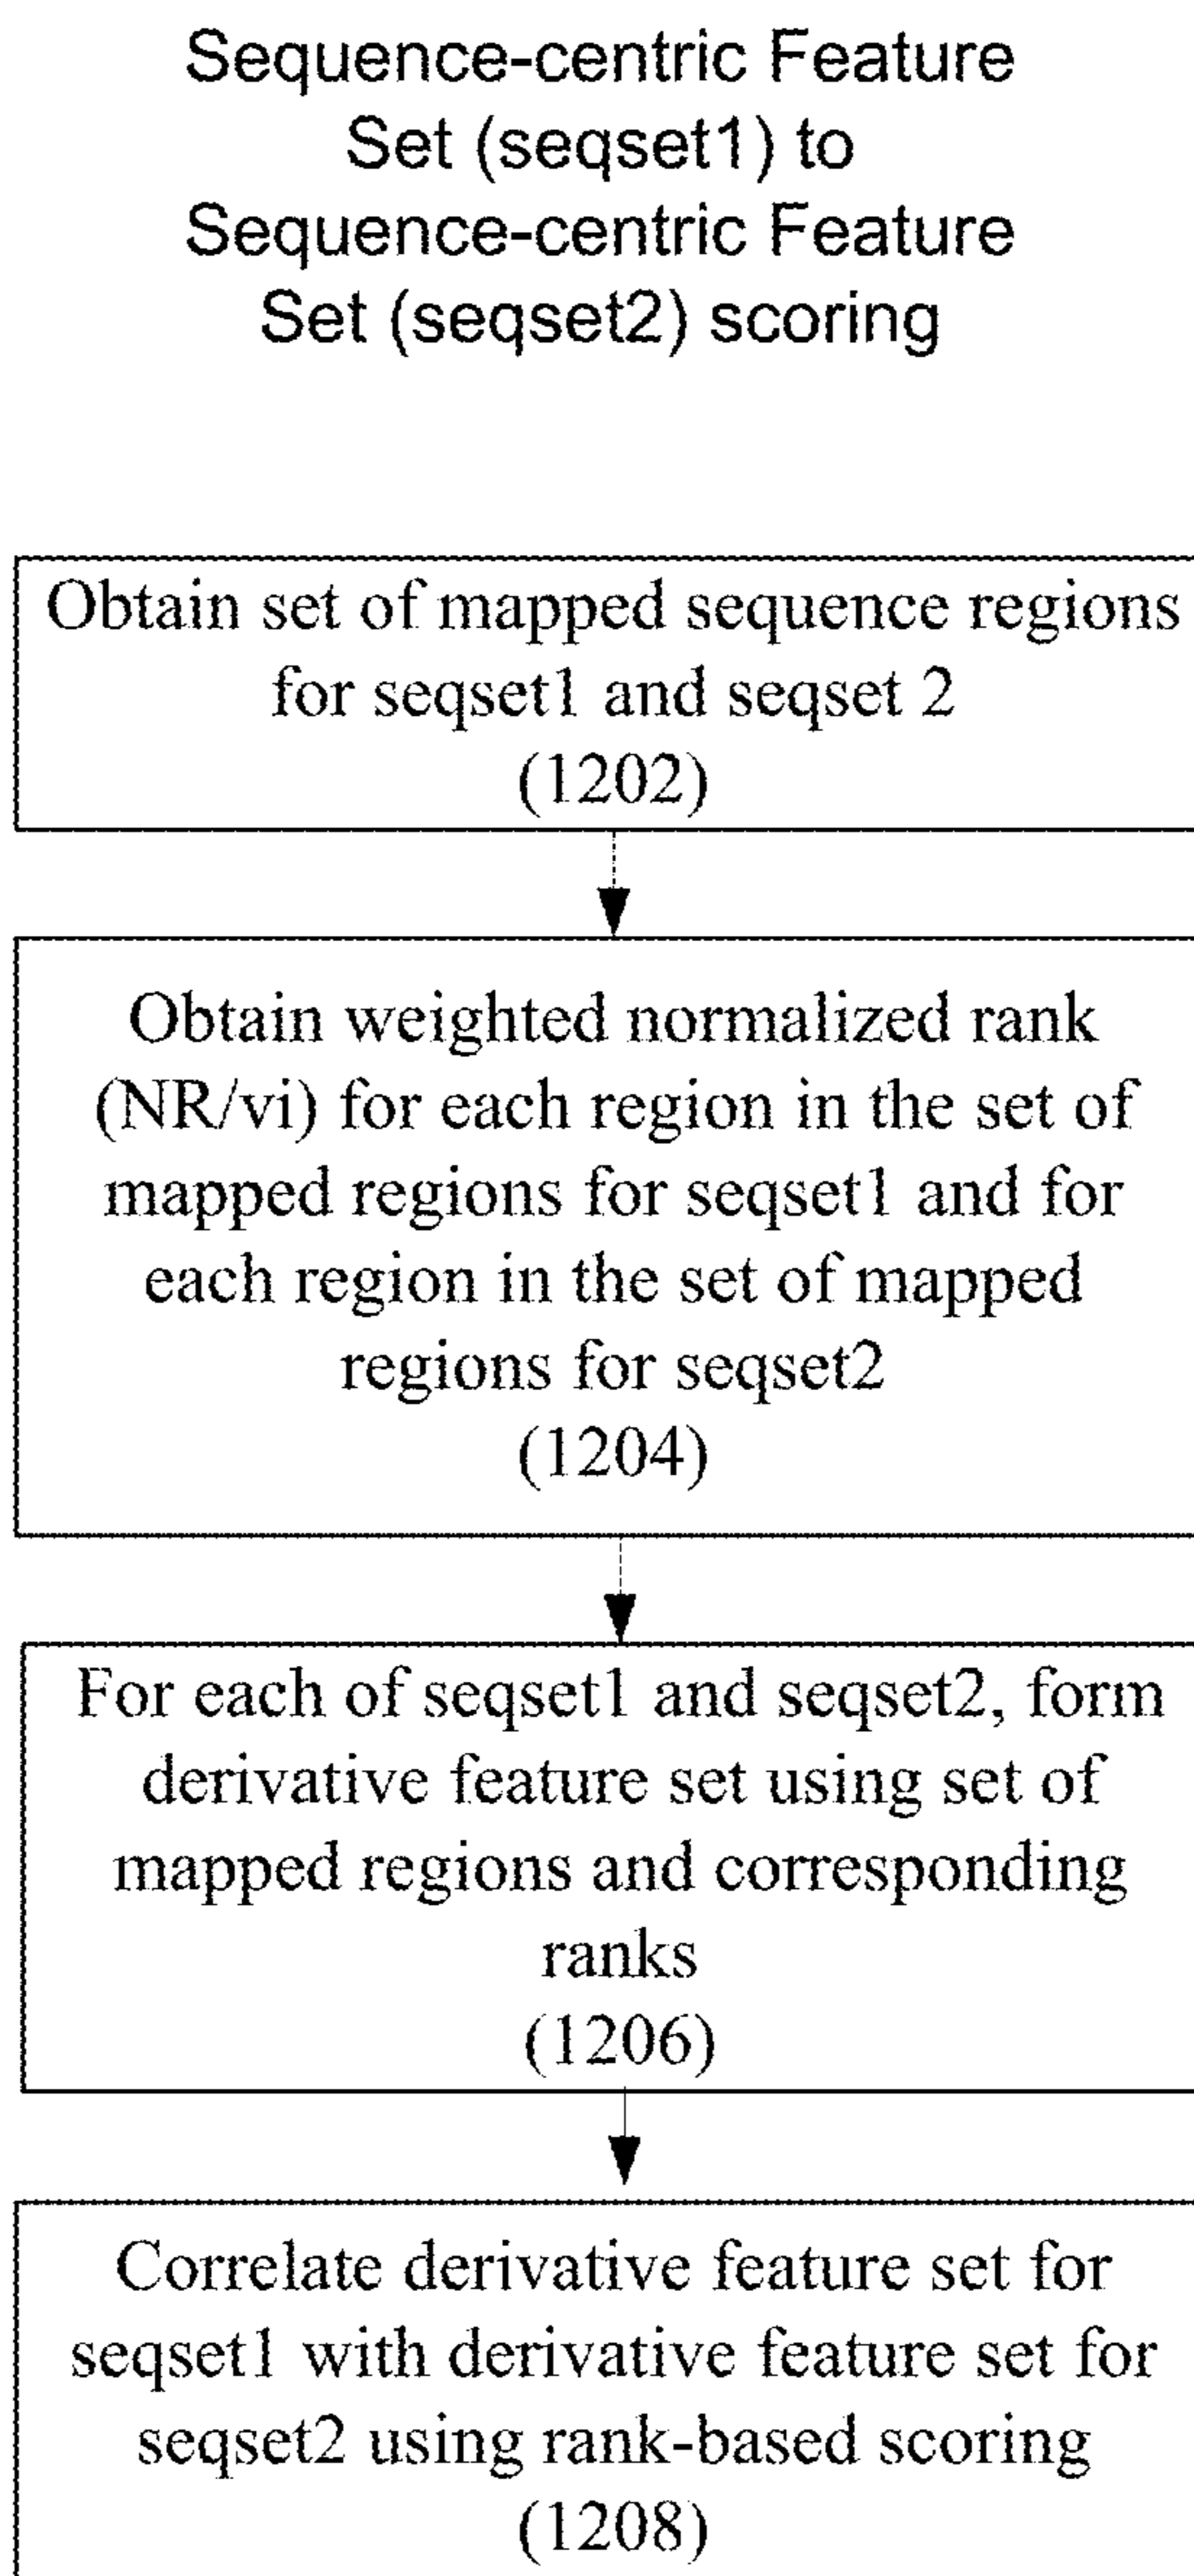 Sequence-centric Feature
Set (seqset1) to
Sequence-centric Feature
Set (seqset2) scoring
Obtain set of mapped sequence regions
for seqset1 and seqset 2
(1202)
Obtain weighted normalized rank
(NR/vi) for each region in the set of
mapped regions for seqset1 and for
each region in the set of mapped
regions for seqset2
(1204)
For each of seqset1 and seqset2, form
derivative feature set using set of
mapped regions and corresponding
ranks
(1206)
Correlate derivative feature set for
seqset1 with derivative feature set for
seqset2 using rank-based scoring
(1208)